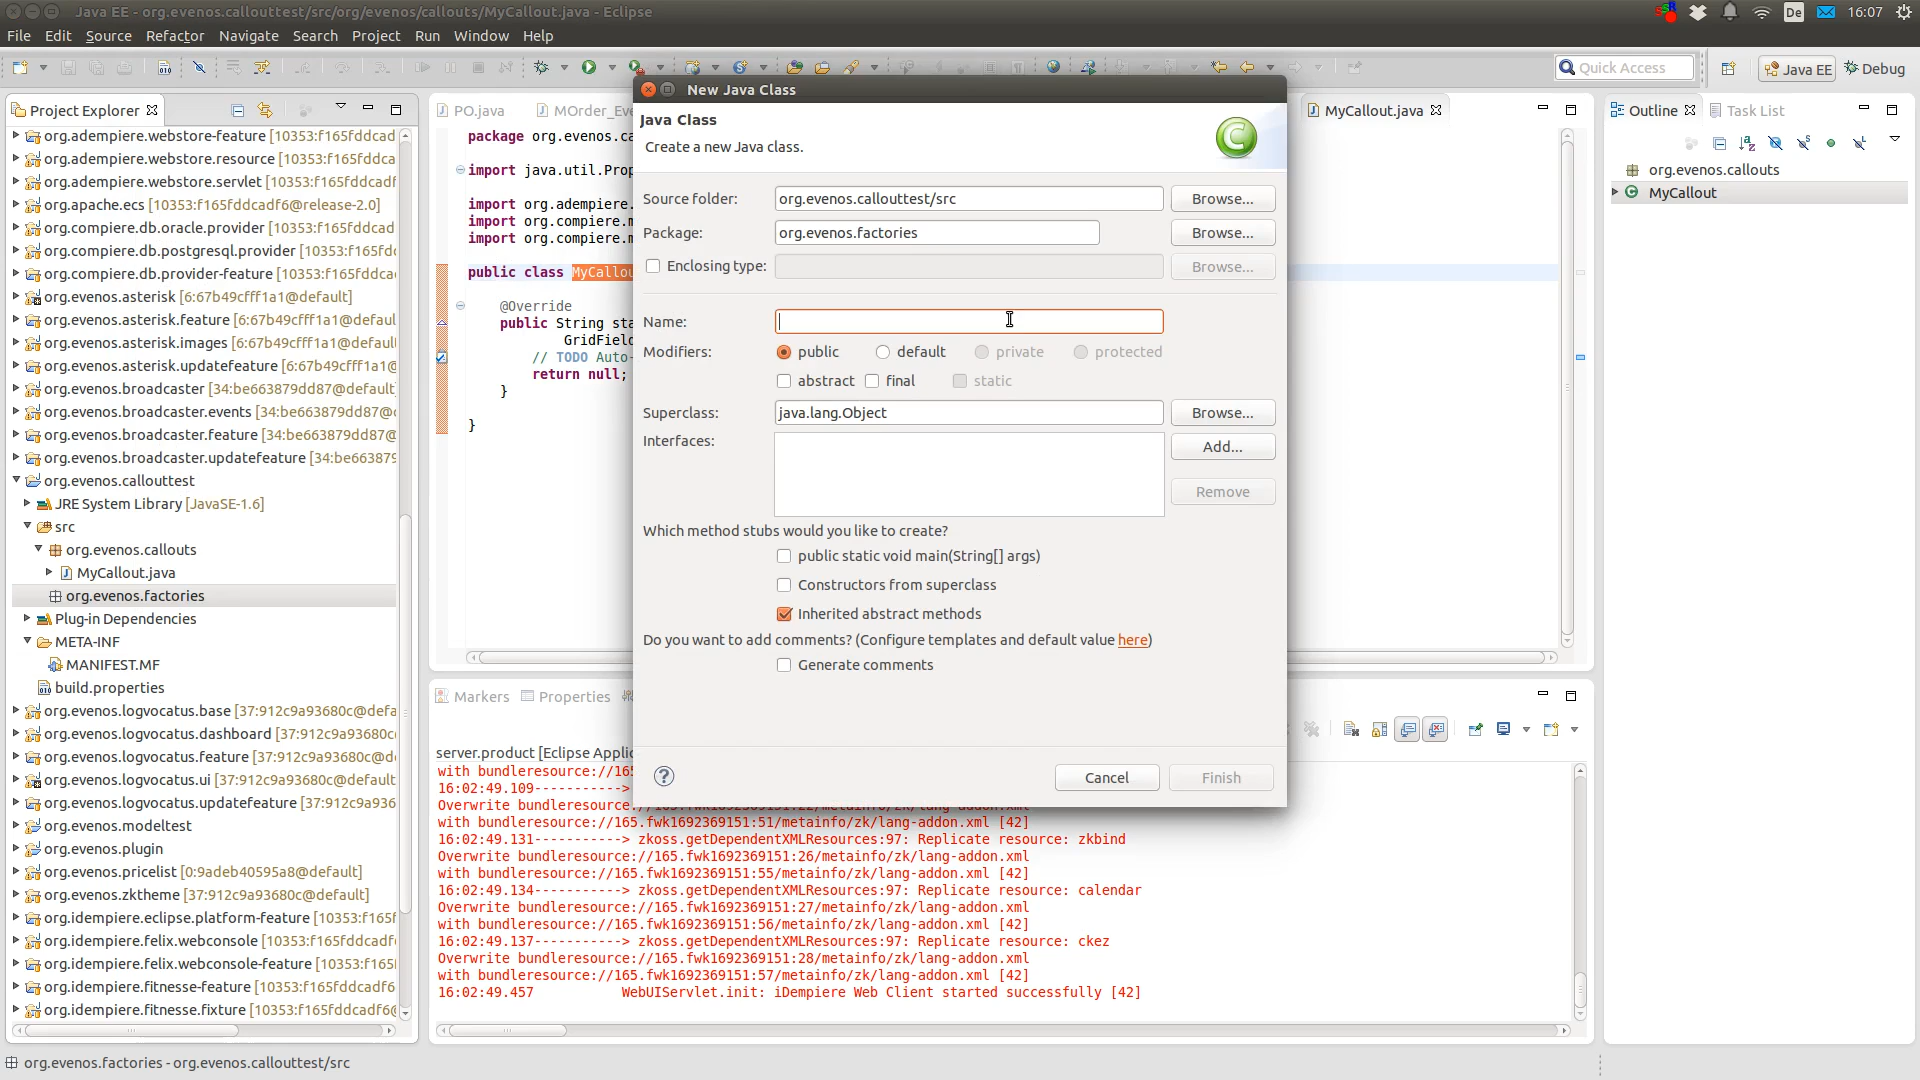 Java EE - org.evenos.callouttest/src/org/evenos/callouts/MyCallout.java - Eclipse
De
16:07
File Edit Source Refactor Navigate Search Project Run Window Help
Quick Access
Java EE
Debug
Project Explorer
org.adempiere.webstore-feature [10353:f165fddcad
org.adempiere.webstore.resource [10353:f165fddca
org.adempiere.webstore.servlet [10353:f165fddcadf
org.apache.ecs [10353:f165fddcadf6@release-2.0]
org.compiere.db.oracle.provider [10353:f165fddcad
org.compiere.db.postgresql.provider [10353:f165fd
org.compiere.db.provider-feature [10353:f165fddca
org.evenos.asterisk [6:67b49cfff1a1@default]
org.evenos.asterisk.feature [6:67b49cfff1a1@defaul
org.evenos.asterisk.images [6:67b49cfff1a1@defaul
org.evenos.asterisk.updatefeature [6:67b49cfff1a1@
org.evenos.broadcaster [34:be663879dd87@default
org.evenos.broadcaster.events [34:be663879dd87@
org.evenos.broadcaster.feature [34:be663879dd87@
org.evenos.broadcaster.updatefeature [34:be663879
org.evenos.callouttest
JRE System Library [JavaSE-1.6]
src
org.evenos.callouts
MyCallout.java
org.evenos.factories
Plug-in Dependencies
META-INF
MANIFEST.MF
build.properties
org.evenos.logvocatus.base [37:912c9a93680c@defa
org.evenos.logvocatus.dashboard [37:912c9a93680c
org.evenos.logvocatus.feature [37:912c9a93680c@de
org.evenos.logvocatus.ui [37:912c9a93680c@default
org.evenos.logvocatus.updatefeature [37:912c9a936
org.evenos.modeltest
org.evenos.plugin
org.evenos.pricelist [0:9adeb40595a8@default]
org.evenos.zktheme [37:912c9a93680c@default]
org.idempiere.eclipse.platform-feature [10353:f165f
org.idempiere.felix.webconsole [10353:f165fddcadf
org.idempiere.felix.webconsole-feature [10353:f165
org.idempiere.fitnesse-feature [10353:f165fddcadf6
org.idempiere.fitnesse.fixture [10353:f165fddcadf6@
PO.java
MOrder_Eve
MyCallout.java
package org.evenos.ca
import java.util.Prop
import org.adempiere.
import org.compiere.m
import org.compiere.m
public class MyCallou
@Override
public String sta
GridField
// TODO Auto-
return null;
}
}
New Java Class
Java Class
Create a new Java class.
C
Source folder: org.evenos.callouttest/src Browse...
Package: org.evenos.factories Browse...
Enclosing type: Browse...
Name:
Modifiers: public default private protected
abstract final static
Superclass: java.lang.Object Browse...
Interfaces: Add...
Remove
Which method stubs would you like to create?
public static void main(String[] args)
Constructors from superclass
Inherited abstract methods
Do you want to add comments? (Configure templates and default value here)
Generate comments
? Cancel Finish
Outline
Task List
org.evenos.callouts
MyCallout
Markers
Properties
server.product [Eclipse Applic
with bundleresource://165
16:02:49.109----------->
Overwrite bundleresource://165.fwk1692369151:22/metainfo/zk/lang-addon.xml
with bundleresource://165.fwk1692369151:51/metainfo/zk/lang-addon.xml [42]
16:02:49.131-----------> zkoss.getDependentXMLResources:97: Replicate resource: zkbind
Overwrite bundleresource://165.fwk1692369151:26/metainfo/zk/lang-addon.xml
with bundleresource://165.fwk1692369151:55/metainfo/zk/lang-addon.xml [42]
16:02:49.134-----------> zkoss.getDependentXMLResources:97: Replicate resource: calendar
Overwrite bundleresource://165.fwk1692369151:27/metainfo/zk/lang-addon.xml
with bundleresource://165.fwk1692369151:56/metainfo/zk/lang-addon.xml [42]
16:02:49.137-----------> zkoss.getDependentXMLResources:97: Replicate resource: ckez
Overwrite bundleresource://165.fwk1692369151:28/metainfo/zk/lang-addon.xml
with bundleresource://165.fwk1692369151:57/metainfo/zk/lang-addon.xml [42]
16:02:49.457 WebUIServlet.init: iDempiere Web Client started successfully [42]
org.evenos.factories - org.evenos.callouttest/src